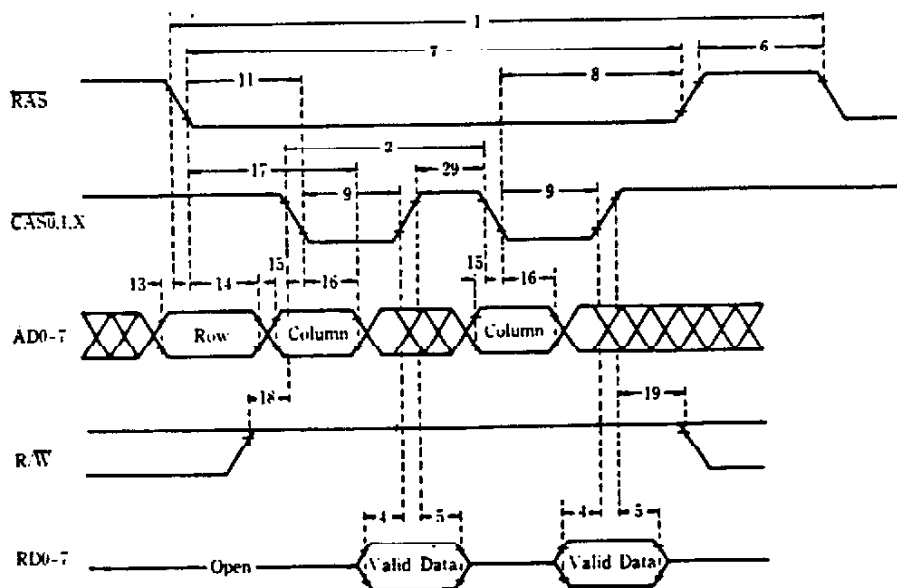 1
7
6
11
8
RAS
2
17
29
9
9
CAS0,1,X
13
14
15
16
15
16
AD0-7
Row
Column
Column
18
19
R/W
4
5
4
5
RD0-7
Open
Valid Data
Valid Data